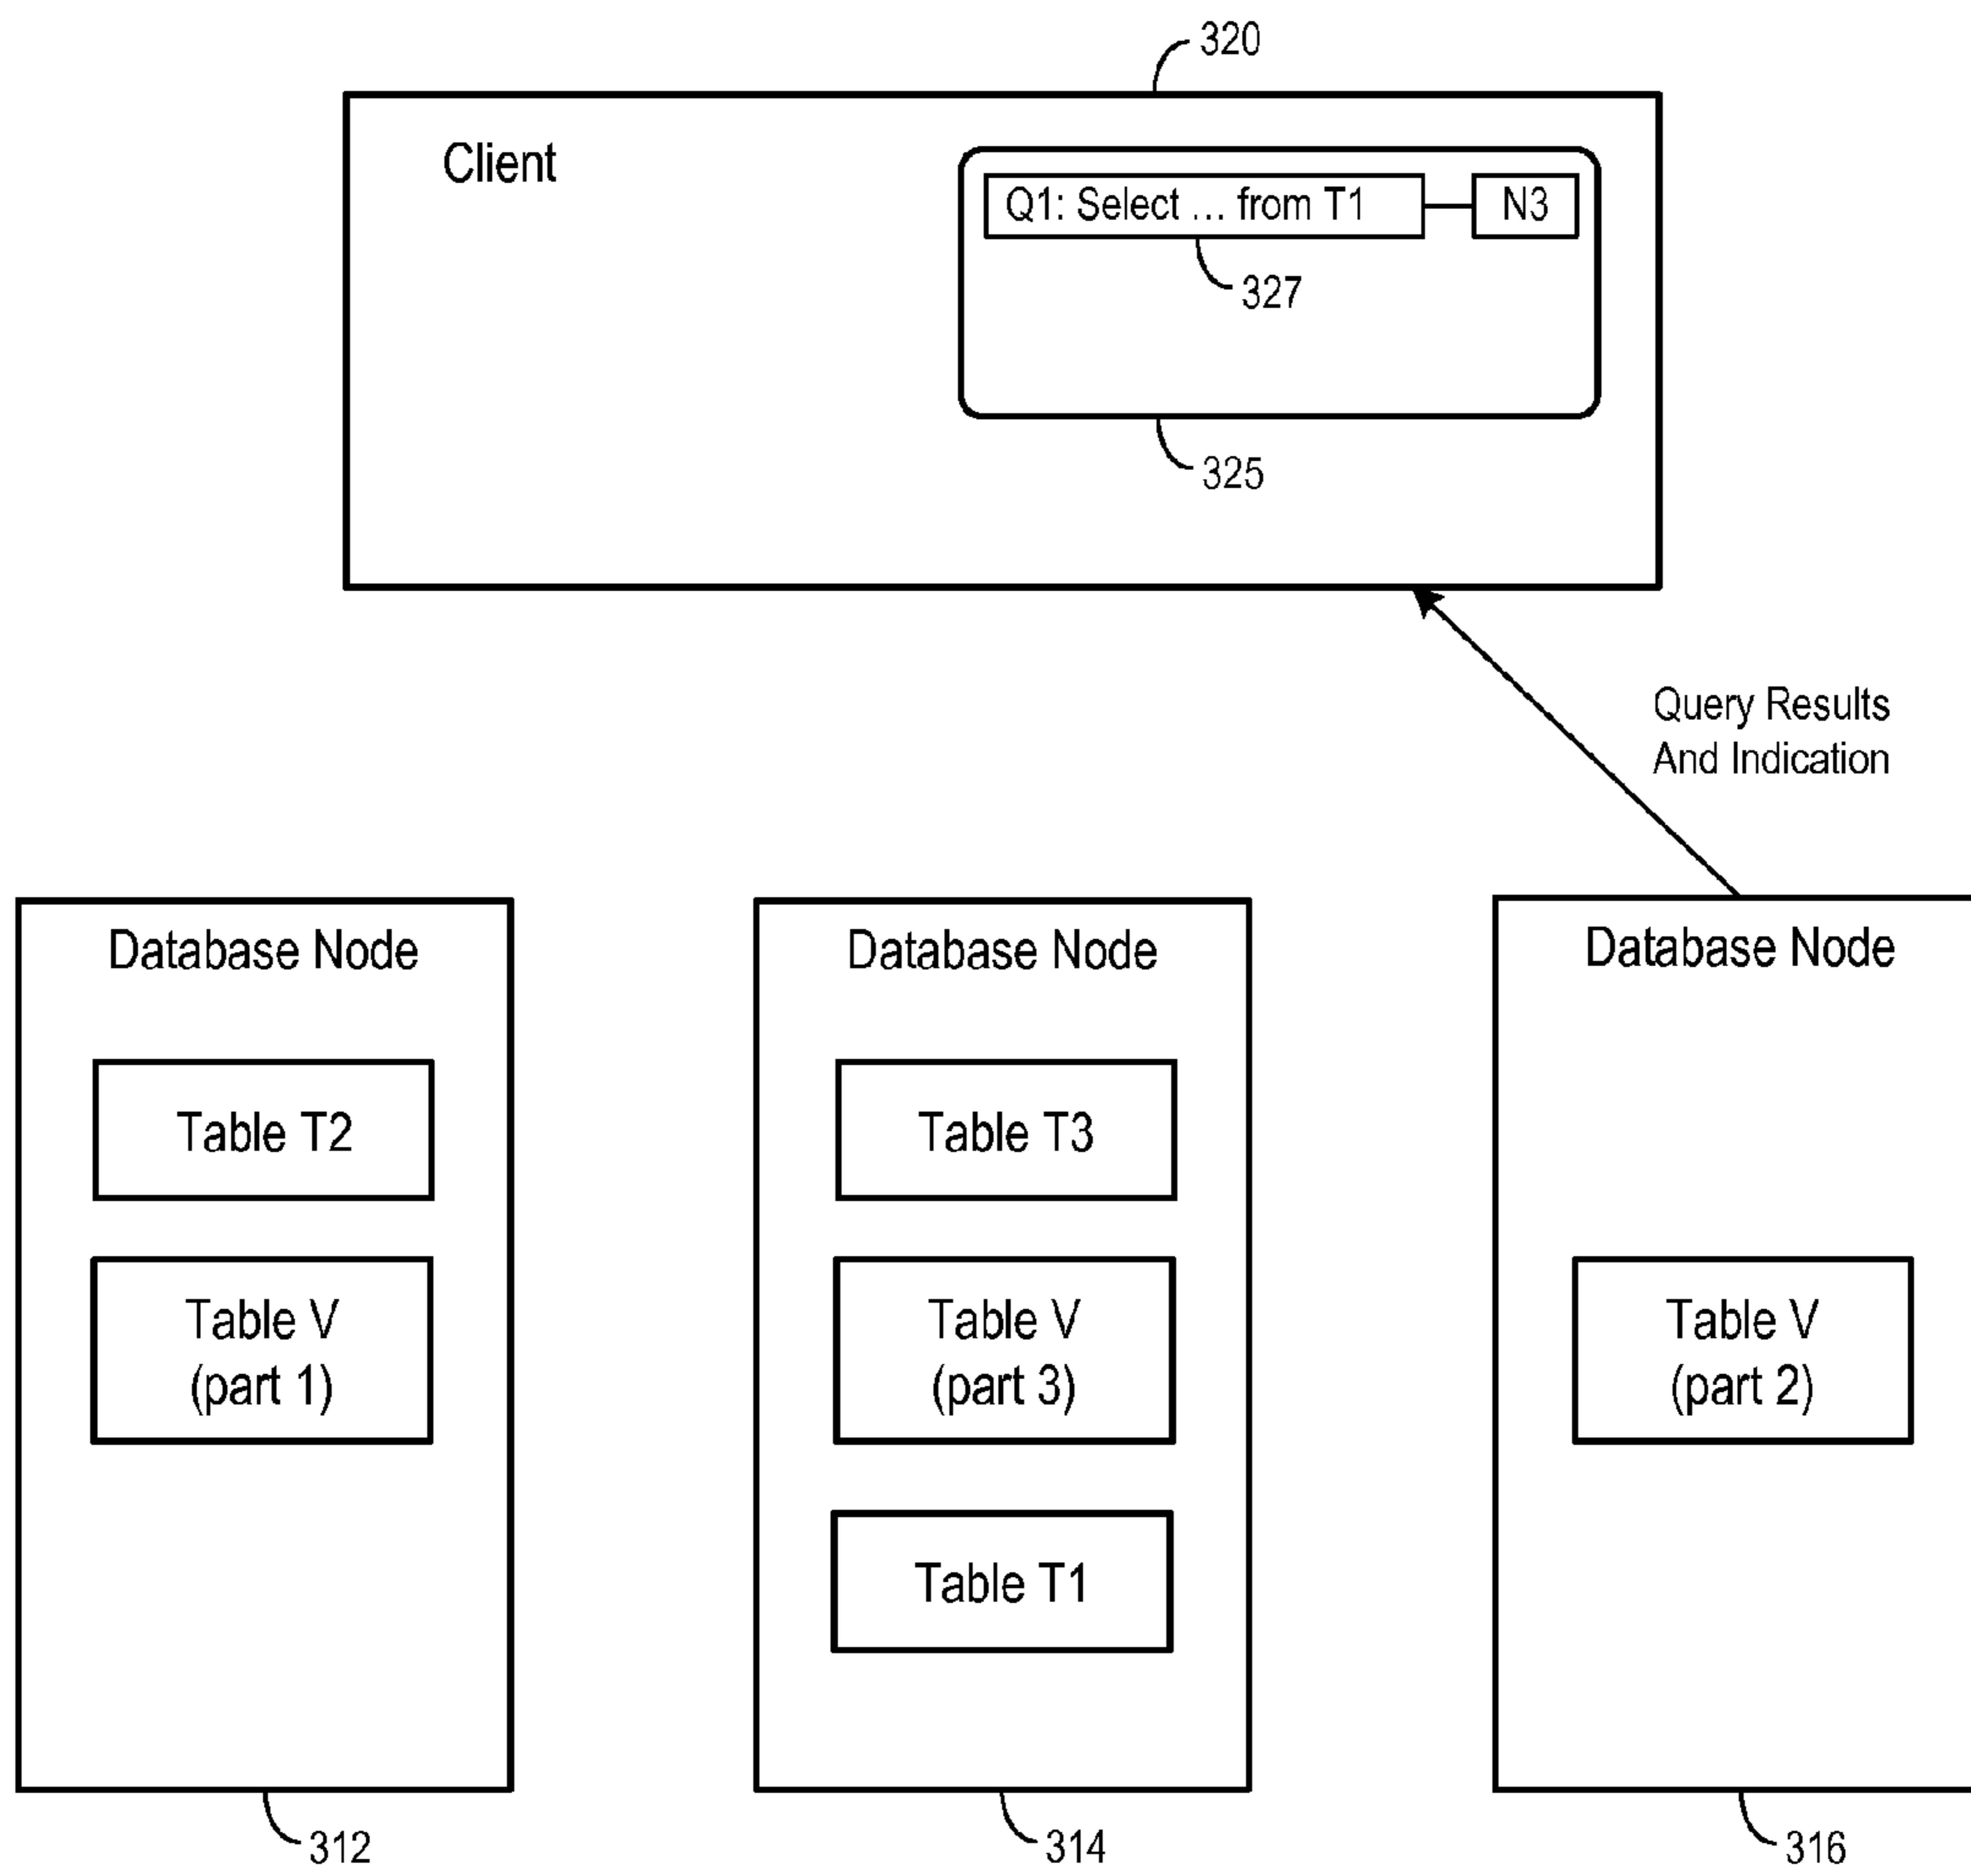 320
Client
Q1: Select ... from T1
N3
327
325
Query Results
And Indication
Database Node
Table T2
Table V
(part 1)
312
Database Node
Table T3
Table V
(part 3)
Table T1
314
Database Node
Table V
(part 2)
316